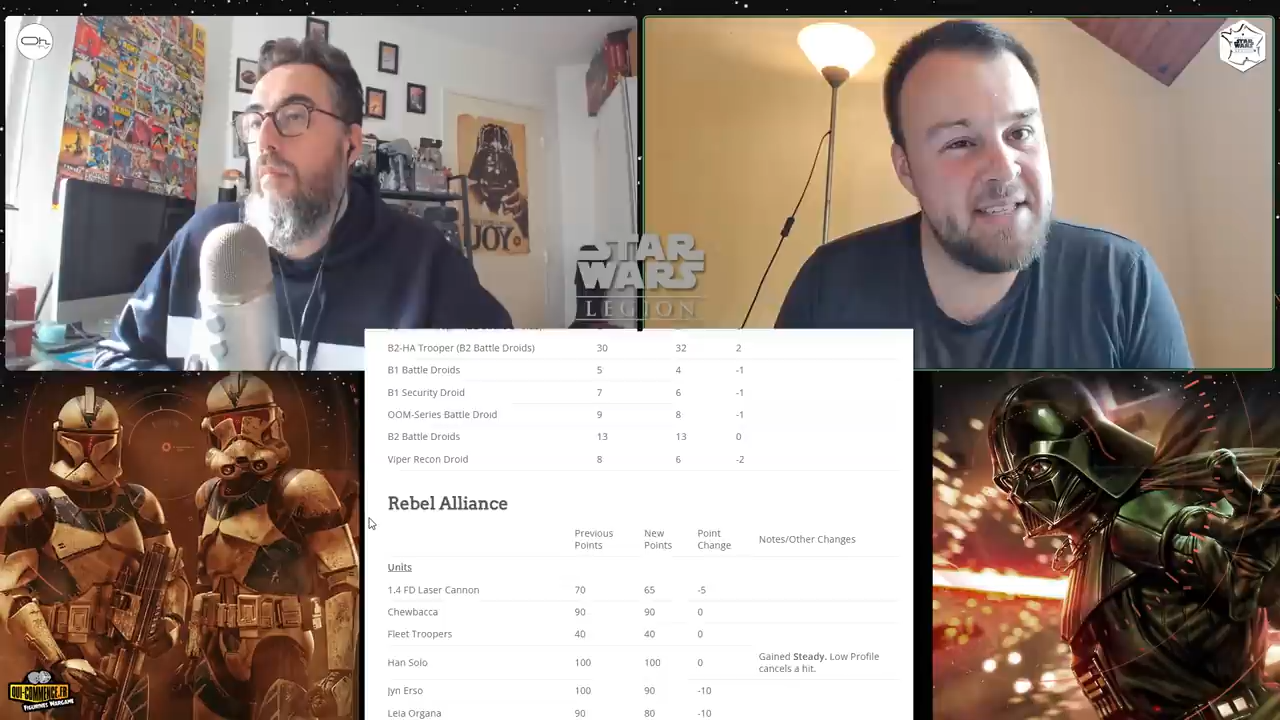 STAR
WARS
LEGION
JOY
B2-HA Trooper (B2 Battle Droids) 30 32 2
B1 Battle Droids 5 4 -1
B1 Security Droid 7 6 -1
OOM-Series Battle Droid 9 8 -1
B2 Battle Droids 13 13 0
Viper Recon Droid 8 6 -2
Rebel Alliance
Previous Points New Points Point Change Notes/Other Changes
Units
1.4 FD Laser Cannon 70 65 -5
Chewbacca 90 90 0
Fleet Troopers 40 40 0
Han Solo 100 100 0 Gained Steady. Low Profile
cancels a hit.
Jyn Erso 100 90 -10
Leia Organa 90 80 -10
QUI-COMMENCE.FR
FIGURINES WARGAME